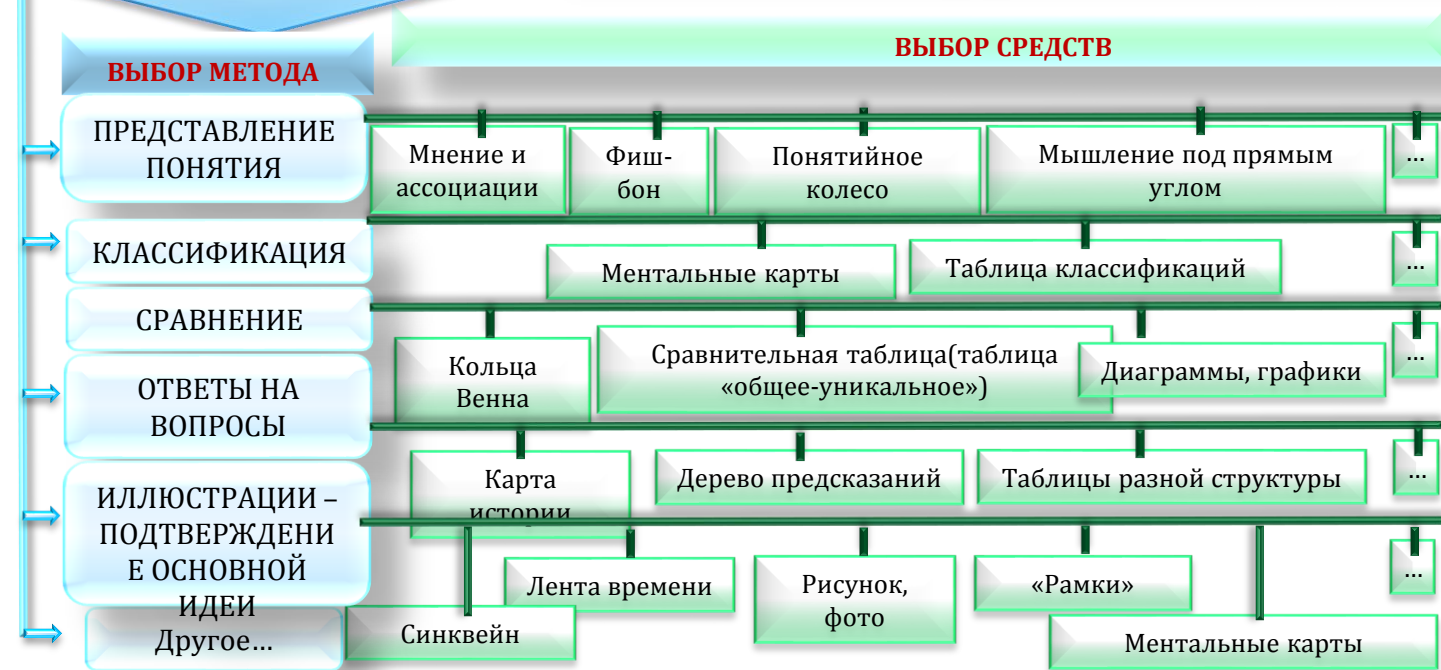 ВЫБОР СРЕДСТВ
ВЫБОР МЕТОДА
ПРЕДСТАВЛЕНИЕ
ПОНЯТИЯ
Мнение и
ассоциации
Фиш-
бон
Понятийное
колесо
Мышление под прямым
углом
...
КЛАССИФИКАЦИЯ
Ментальные карты
Таблица классификаций
...
СРАВНЕНИЕ
Кольца
Венна
Сравнительная таблица(таблица
«общее-уникальное»)
Диаграммы, графики
...
ОТВЕТЫ НА
ВОПРОСЫ
Карта
истории
Дерево предсказаний
Таблицы разной структуры
...
ИЛЛЮСТРАЦИИ –
ПОДТВЕРЖДЕНИ
Е ОСНОВНОЙ
ИДЕИ
Лента времени
Рисунок,
фото
«Рамки»
...
Другое...
Синквейн
Ментальные карты